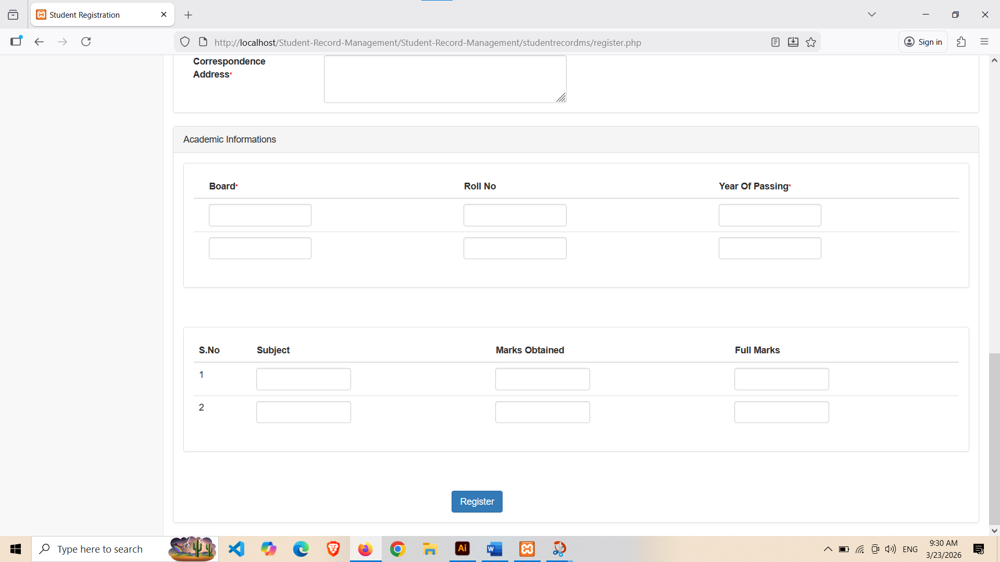 Student Registration
http://localhost/Student-Record-Management/Student-Record-Management/studentrecordms/register.php
Sign in
Correspondence
Address*
Academic Informations
Board* Roll No Year Of Passing*
S.No Subject Marks Obtained Full Marks
1
2
Register
Type here to search
Ai
W
ENG
9:30 AM
3/23/2026